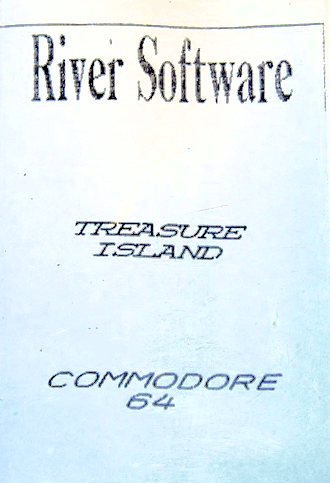 River Software
TREASURE
ISLAND
COMMODORE
64